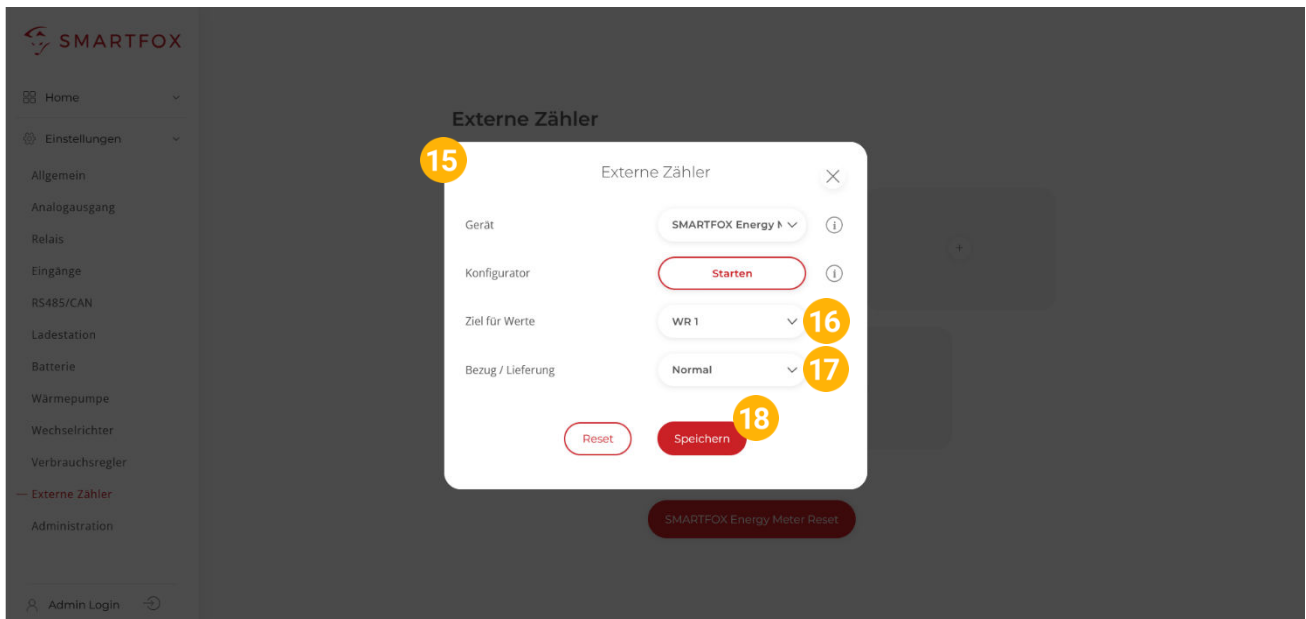 SMARTFOX
Home
Einstellungen
Allgemein
Analogausgang
Relais
Eingänge
RS485/CAN
Ladestation
Batterie
Wärmepumpe
Wechselrichter
Verbrauchsregler
Externe Zähler
Administration
Admin Login
Externe Zähler
15
Externe Zähler
Gerät SMARTFOX Energy M
Konfigurator Starten
Ziel für Werte WR 1 16
Bezug / Lieferung Normal 17
18
Reset Speichern
SMARTFOX Energy Meter Reset